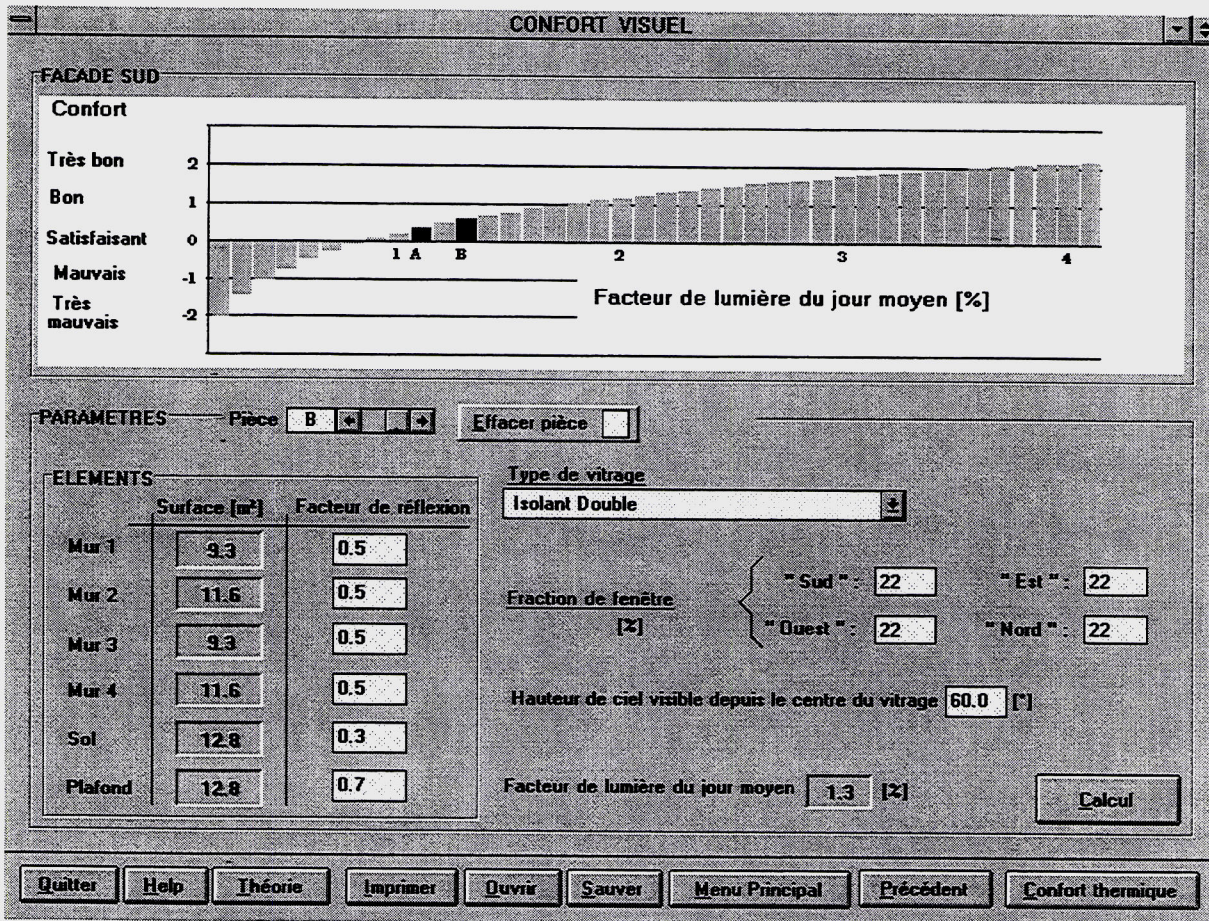 CONFORT VISUEL
FACADE SUD
Confort
Très bon 2
Bon 1
Satisfaisant 0
1 A B 2 3 4
Mauvais -1
Facteur de lumière du jour moyen [%]
Très
mauvais -2
PARAMETRES Pièce B Effacer pièce
ELEMENTS
Surface [m²] Facteur de réflexion
Mur 1 9.3 0.5
Mur 2 11.6 0.5
Mur 3 9.3 0.5
Mur 4 11.6 0.5
Sol 12.8 0.3
Plafond 12.8 0.7
Type de vitrage
Isolant Double
Fraction de fenêtre
[%]
" Sud " : 22 " Est " : 22
" Ouest " : 22 " Nord " : 22
Hauteur de ciel visible depuis le centre du vitrage 60.0 [°]
Facteur de lumière du jour moyen 1.3 [%]
Calcul
Quitter Help Théorie Imprimer Ouvrir Sauver Menu Principal Précédent Confort thermique